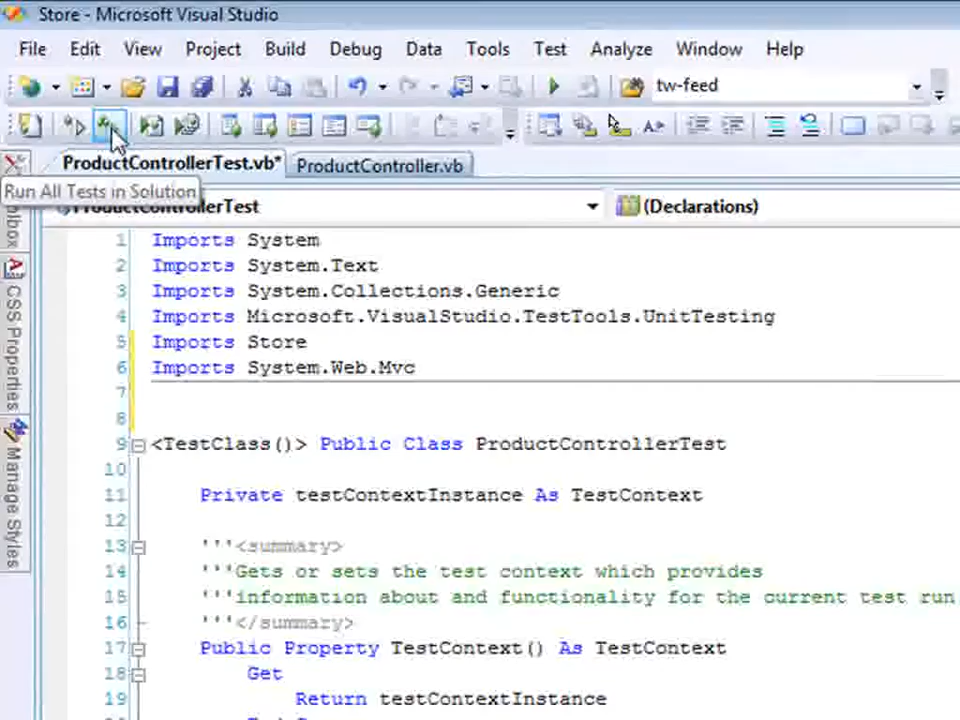 Store - Microsoft Visual Studio
File Edit View Project Build Debug Data Tools Test Analyze Window Help
tw-feed
ProductControllerTest.vb* ProductController.vb
Run All Tests in Solution
ProductControllerTest (Declarations)
1 Imports System
2 Imports System.Text
3 Imports System.Collections.Generic
4 Imports Microsoft.VisualStudio.TestTools.UnitTesting
5 Imports Store
6 Imports System.Web.Mvc
7
8
9 <TestClass()> Public Class ProductControllerTest
10
11 Private testContextInstance As TestContext
12
13 '''<summary>
14 '''Gets or sets the test context which provides
15 '''information about and functionality for the current test run
16 '''</summary>
17 Public Property TestContext() As TestContext
18 Get
19 Return testContextInstance
CSS Properties
Manage Styles